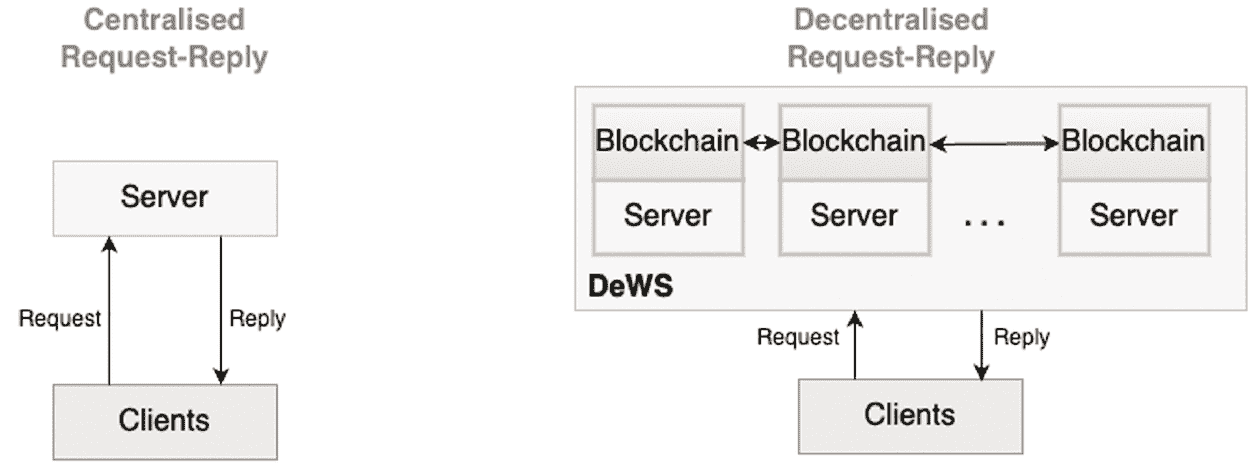 Centralised
Request-Reply
Server
Request
Reply
Clients
Decentralised
Request-Reply
Blockchain
Blockchain
Blockchain
Server
Server
...
Server
DeWS
Request
Reply
Clients